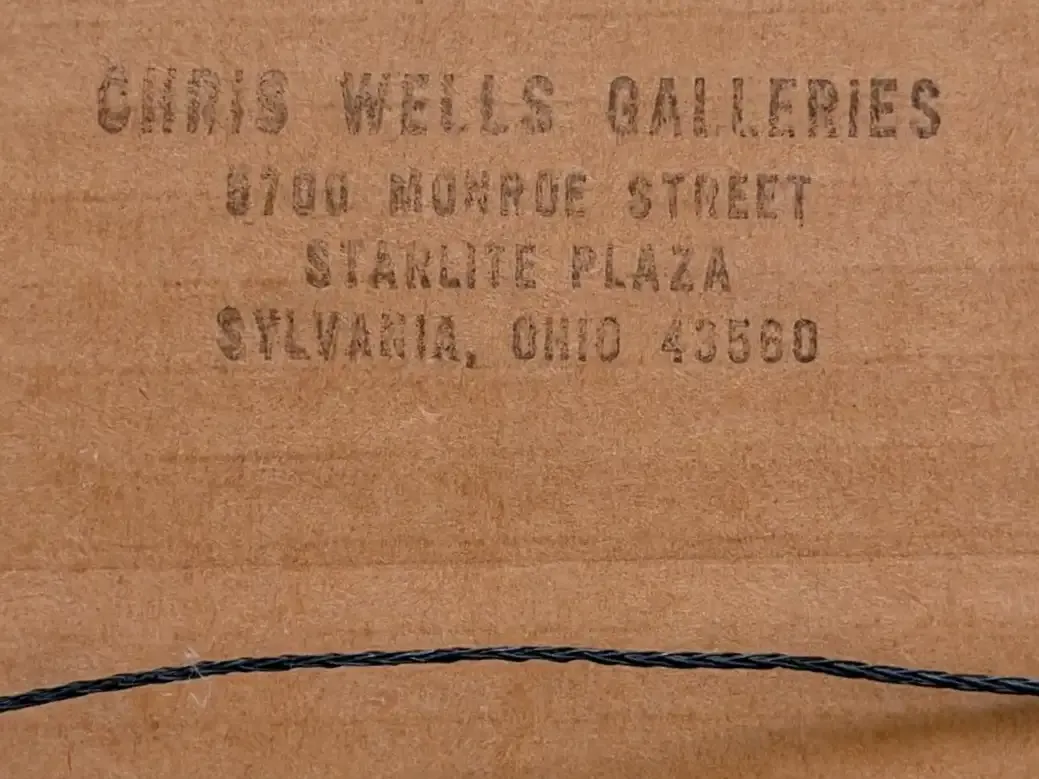 CHRIS WELLS GALLERIES
5700 MONROE STREET
STARLITE PLAZA
SYLVANIA, OHIO 43560